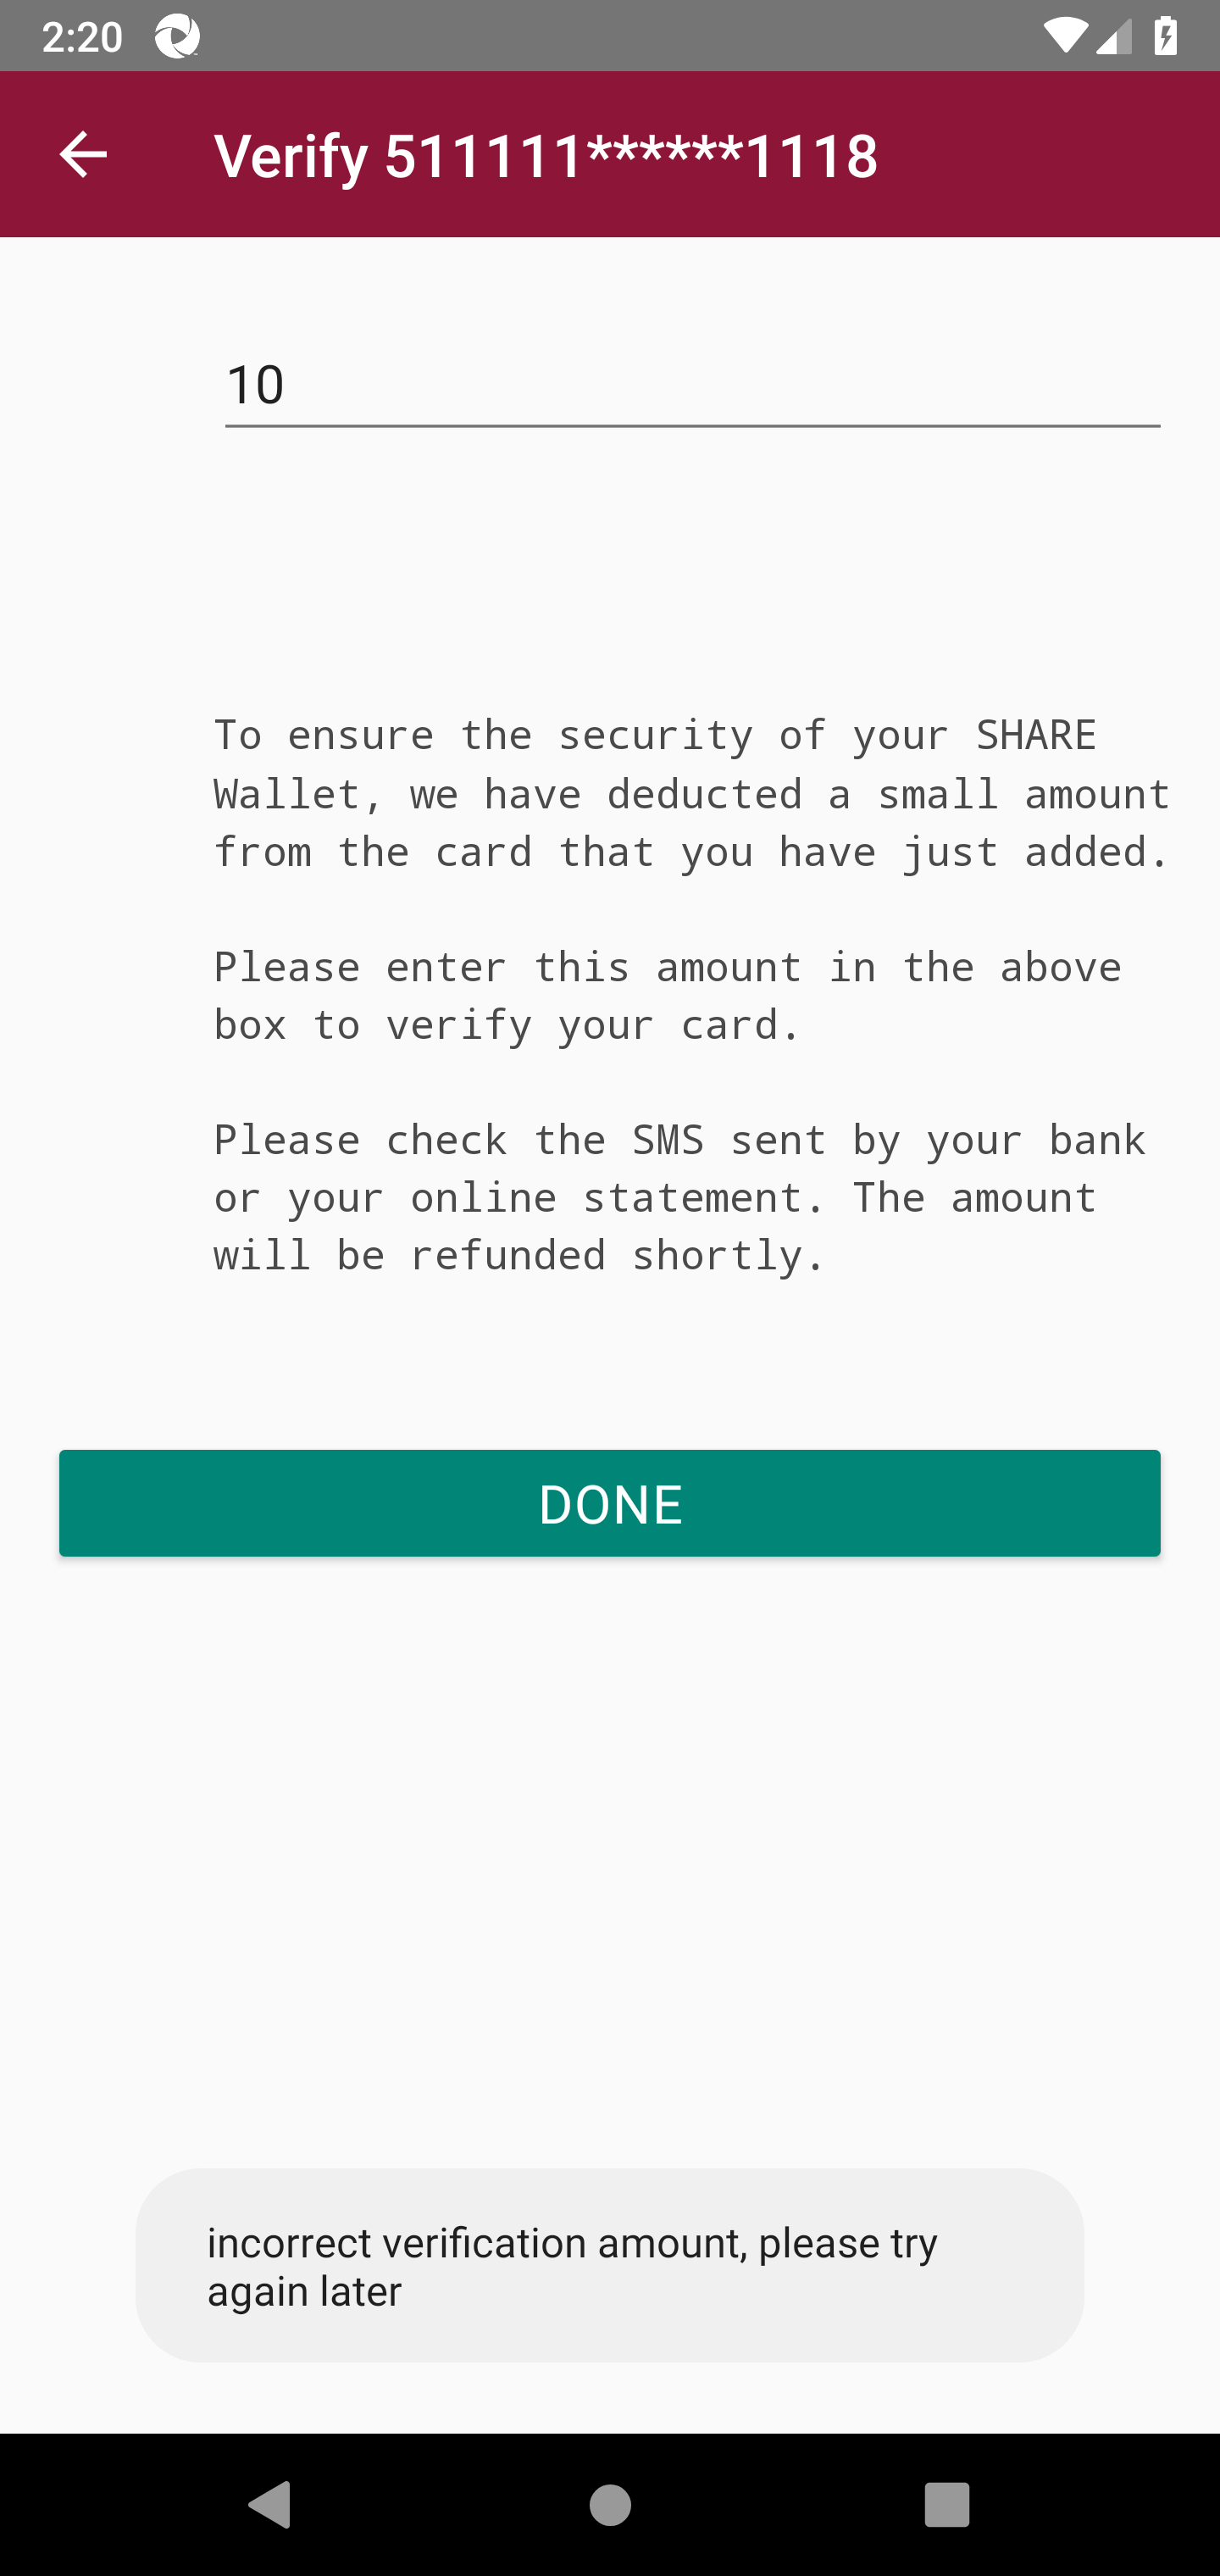 2:20
Verify 511111******1118
10
To ensure the security of your SHARE
Wallet, we have deducted a small amount
from the card that you have just added.
Please enter this amount in the above
box to verify your card.
Please check the SMS sent by your bank
or your online statement. The amount
will be refunded shortly.
DONE
incorrect verification amount, please try
again later